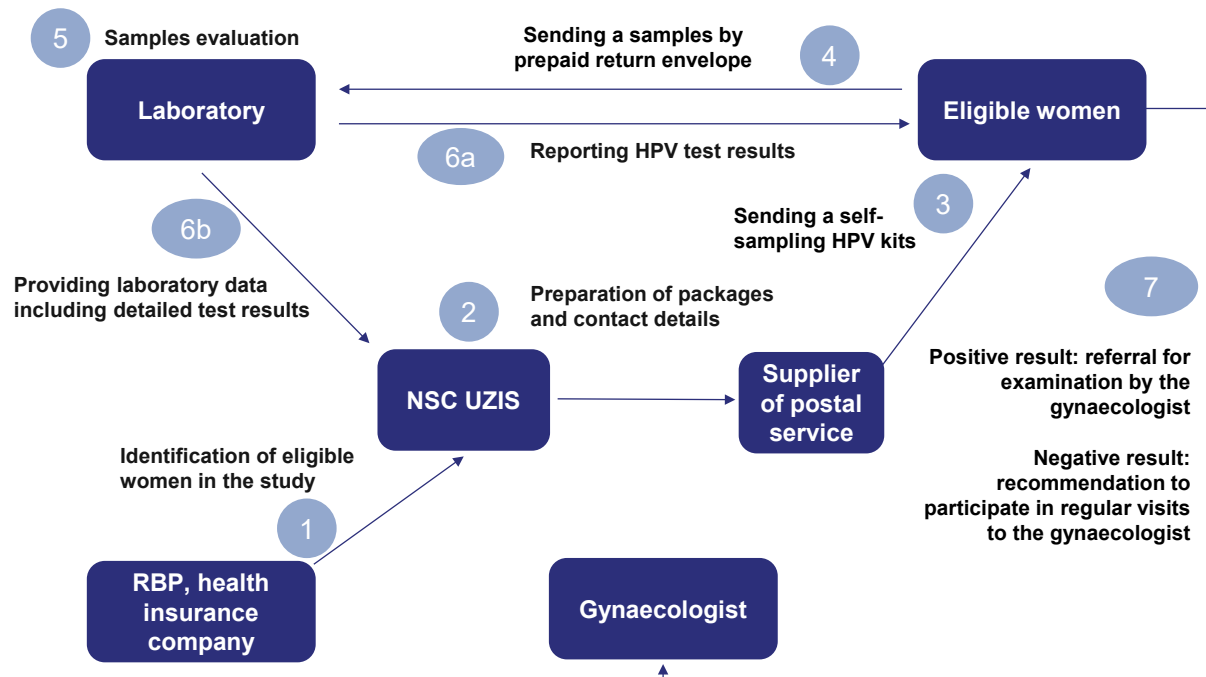 5
Samples evaluation
Laboratory
Sending a samples by
prepaid return envelope
4
Eligible women
6a
Reporting HPV test results
6b
Providing laboratory data
including detailed test results
3
Sending a self-
sampling HPV kits
2
Preparation of packages
and contact details
NSC UZIS
Supplier
of postal
service
7
Positive result: referral for
examination by the
gynaecologist
Negative result:
recommendation to
participate in regular visits
to the gynaecologist
Identification of eligible
women in the study
1
RBP, health
insurance
company
Gynaecologist